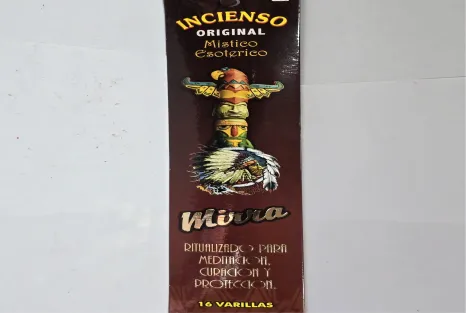 INCIENSO
ORIGINAL
Mistico
Esoterico
Mirra
RITUALIZADO PARA
MEDITACION,
CURACION Y
PROTECCION.
16 VARILLAS